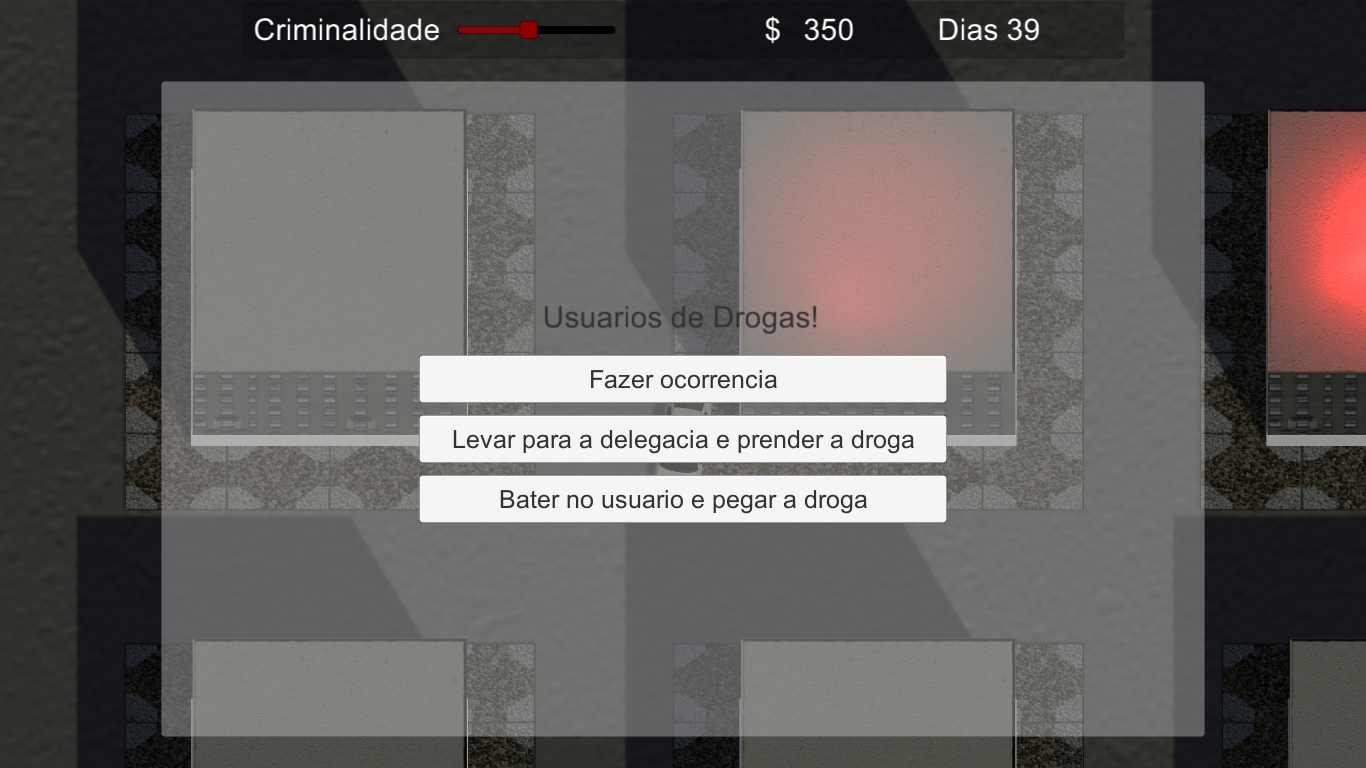 Criminalidade $ 350 Dias 39
Usuarios de Drogas!
Fazer ocorrencia
Levar para a delegacia e prender a droga
Bater no usuario e pegar a droga